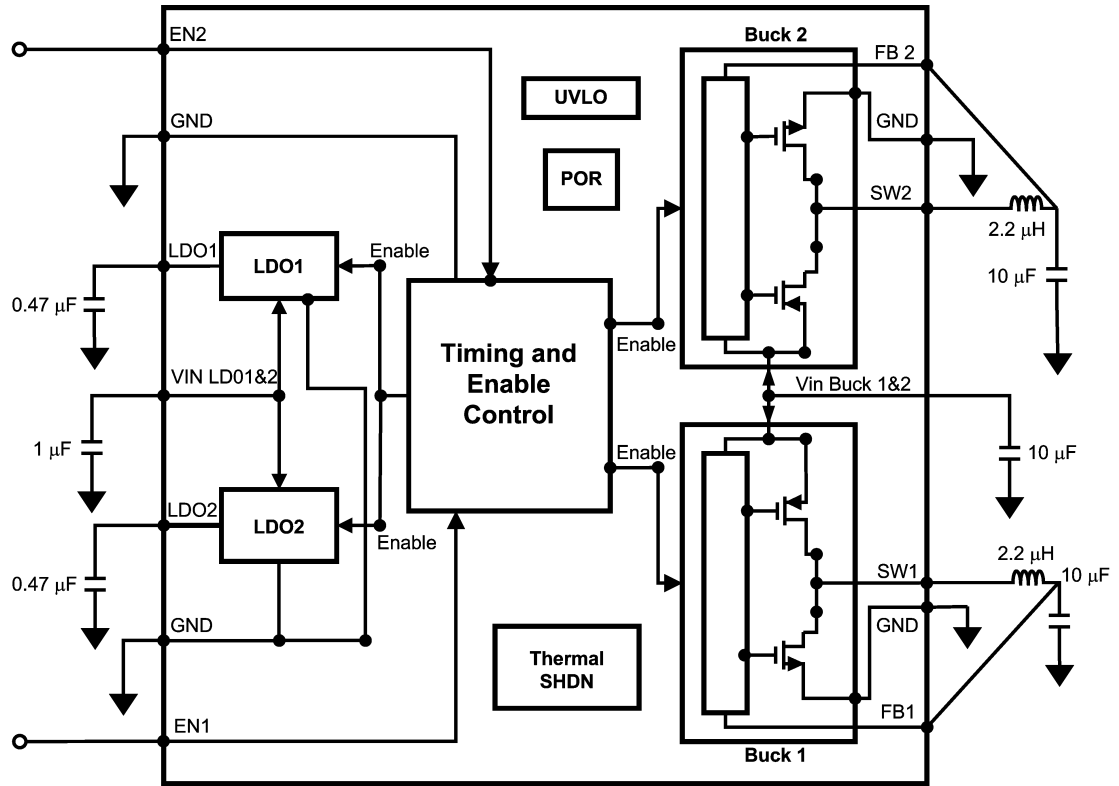 EN2
Buck 2
FB 2
UVLO
GND
GND
POR
SW2
2.2 µH
LDO1
LDO1
Enable
10 µF
0.47 µF
Enable
Timing and
Enable
Control
VIN LD01&2
Vin Buck 1&2
1 µF
Enable
10 µF
LDO2
LDO2
Enable
2.2 µH
0.47 µF
SW1
10 µF
GND
GND
Thermal
SHDN
FB1
EN1
Buck 1